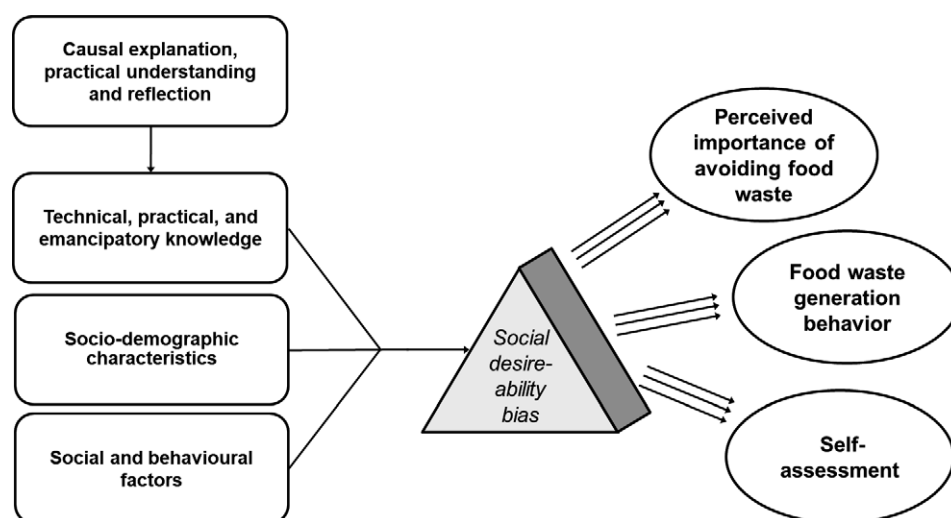 Causal explanation,
practical understanding
and reflection
Technical, practical, and
emancipatory knowledge
Socio-demographic
characteristics
Social and behavioural
factors
Social
desire-
ability
bias
Perceived
importance of
avoiding food
waste
Food waste
generation
behavior
Self-
assessment